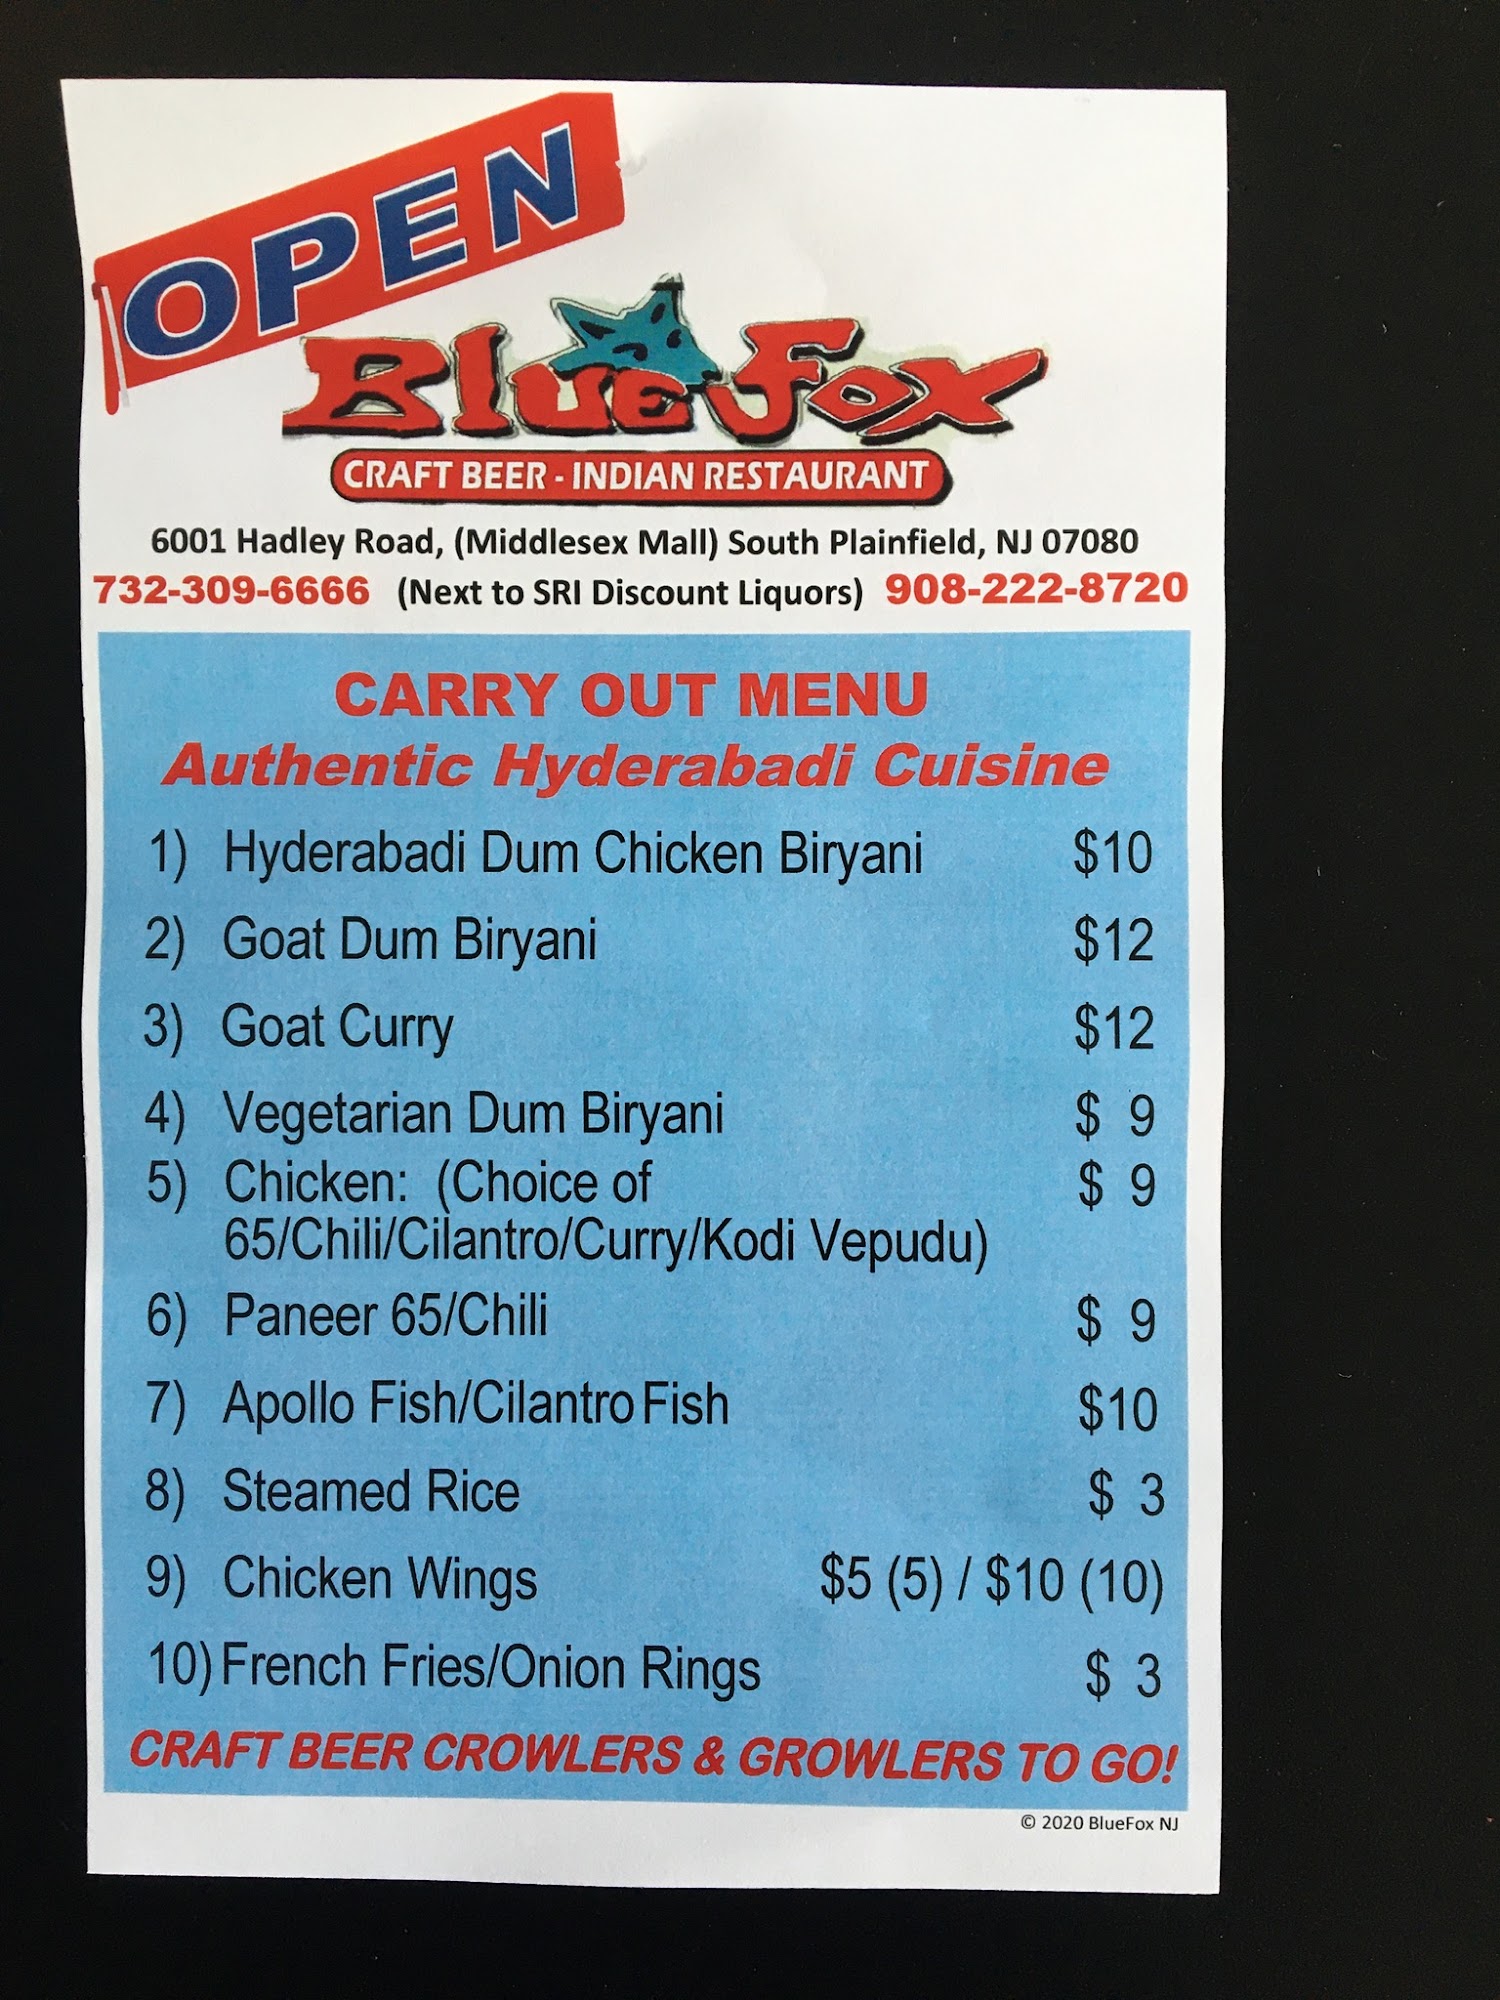 OPEN
BLUE FOX
CRAFT BEER - INDIAN RESTAURANT
6001 Hadley Road, (Middlesex Mall) South Plainfield, NJ 07080
732-309-6666 (Next to SRI Discount Liquors) 908-222-8720
CARRY OUT MENU
Authentic Hyderabadi Cuisine
1) Hyderabadi Dum Chicken Biryani $10
2) Goat Dum Biryani $12
3) Goat Curry $12
4) Vegetarian Dum Biryani $ 9
5) Chicken: (Choice of $ 9
65/Chili/Cilantro/Curry/Kodi Vepudu)
6) Paneer 65/Chili $ 9
7) Apollo Fish/Cilantro Fish $10
8) Steamed Rice $ 3
9) Chicken Wings $5 (5) / $10 (10)
10) French Fries/Onion Rings $ 3
CRAFT BEER CROWLERS & GROWLERS TO GO!
© 2020 BlueFox NJ